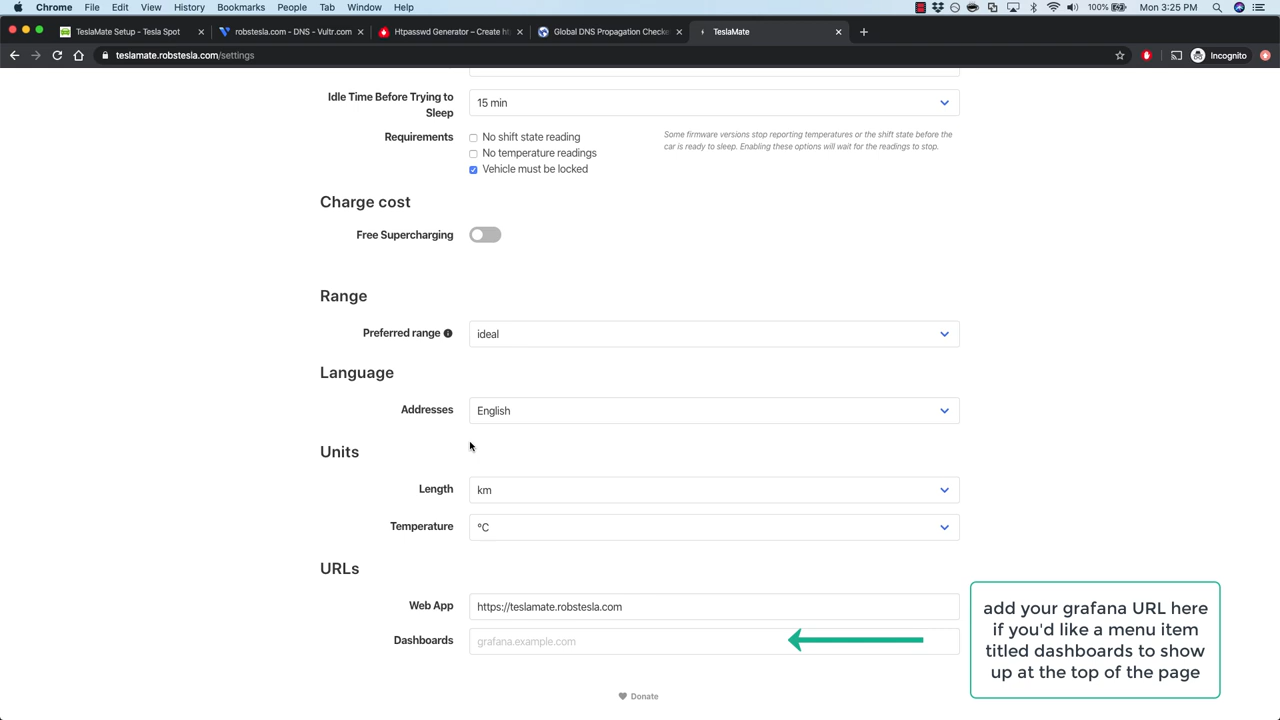 Chrome File Edit View History Bookmarks People Tab Window Help 100% Mon 3:25 PM
TeslaMate Setup - Tesla Spot robstesla.com - DNS - Vultr.com Htpasswd Generator – Create ht Global DNS Propagation Checke TeslaMate
teslamate.robstesla.com/settings Incognito
Idle Time Before Trying to
Sleep
15 min
Requirements
No shift state reading
No temperature readings
Vehicle must be locked
Some firmware versions stop reporting temperatures or the shift state before the
car is ready to sleep. Enabling these options will wait for the readings to stop.
Charge cost
Free Supercharging
Range
Preferred range ideal
Language
Addresses English
Units
Length km
Temperature °C
URLs
Web App https://teslamate.robstesla.com
Dashboards grafana.example.com
add your grafana URL here
if you'd like a menu item
titled dashboards to show
up at the top of the page
Donate